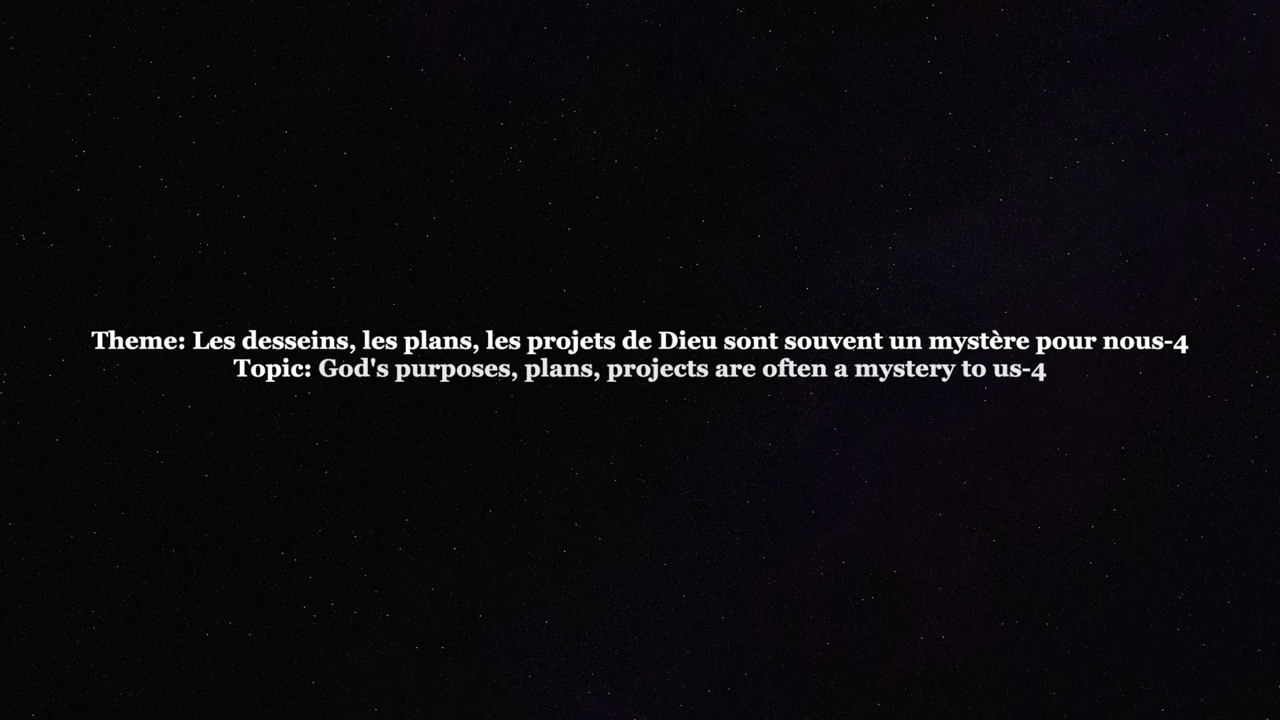 Theme: Les desseins, les plans, les projets de Dieu sont souvent un mystère pour nous-4
Topic: God's purposes, plans, projects are often a mystery to us-4